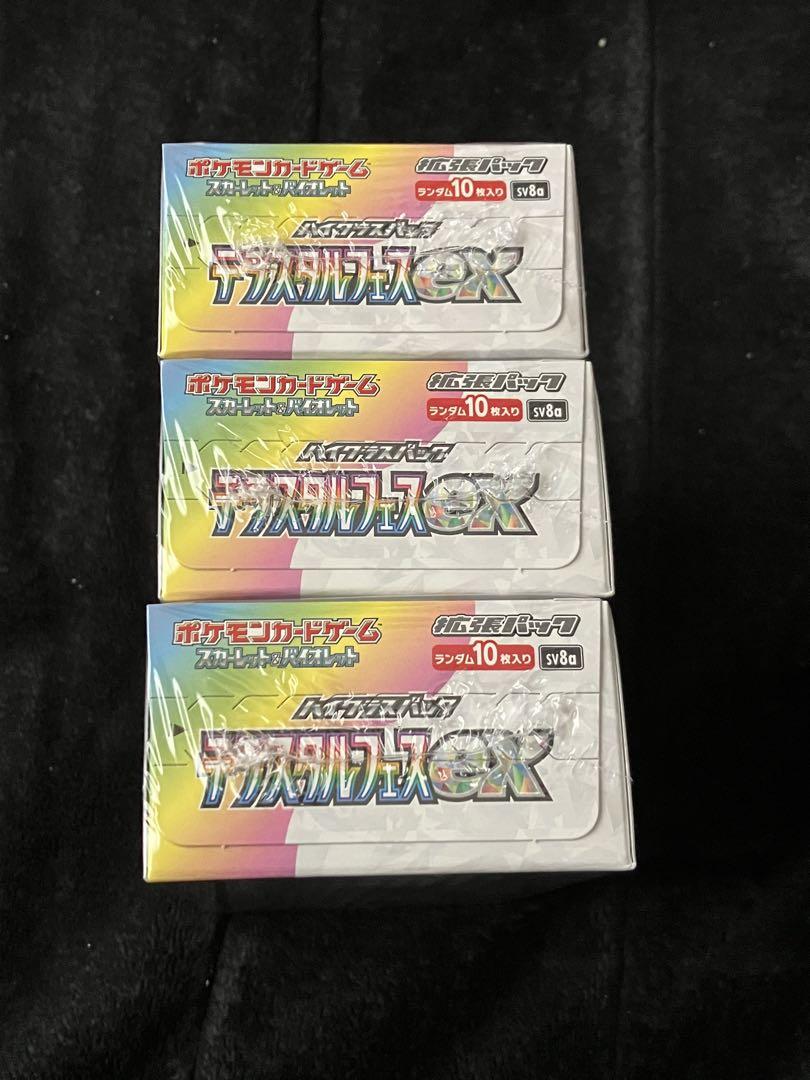 ポケモンカードゲーム
スカーレット&バイオレット
拡張パック
ランダム10枚入り SV8a
ハイクラスパック
テラスタルフェスex
ポケモンカードゲーム
スカーレット&バイオレット
拡張パック
ランダム10枚入り SV8a
ハイクラスパック
テラスタルフェスex
ポケモンカードゲーム
スカーレット&バイオレット
拡張パック
ランダム10枚入り SV8a
ハイクラスパック
テラスタルフェスex